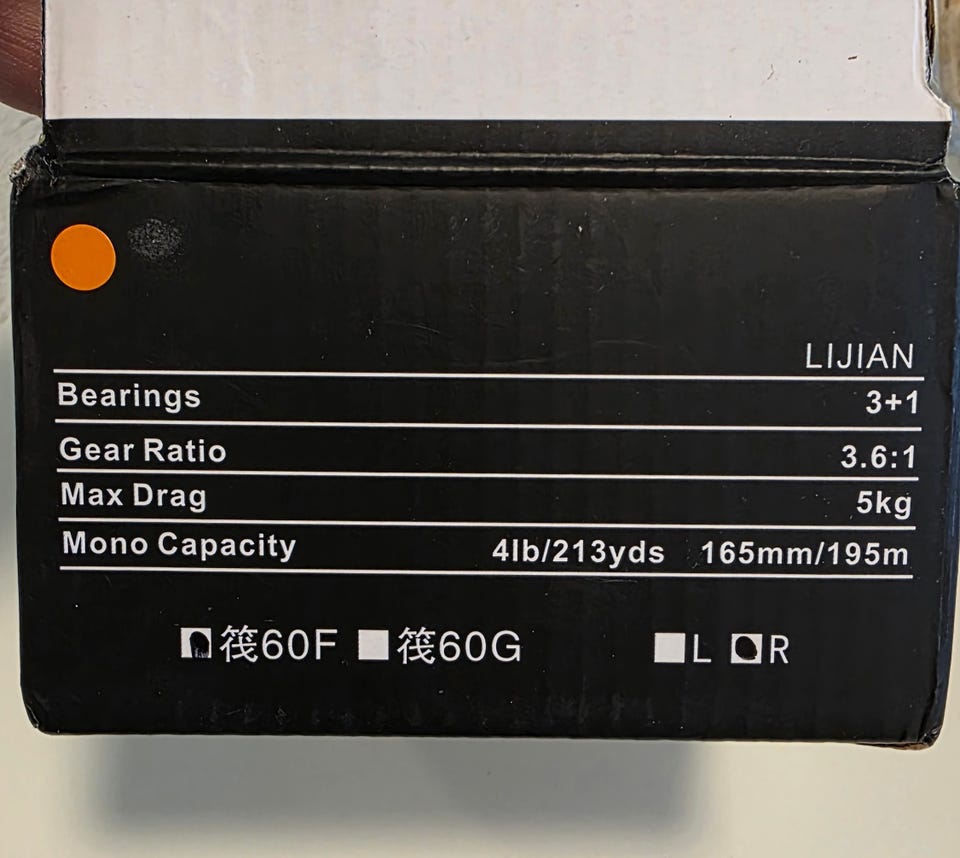 LIJIAN
Bearings 3+1
Gear Ratio 3.6:1
Max Drag 5kg
Mono Capacity 4lb/213yds 165mm/195m
筏60F 筏60G L R